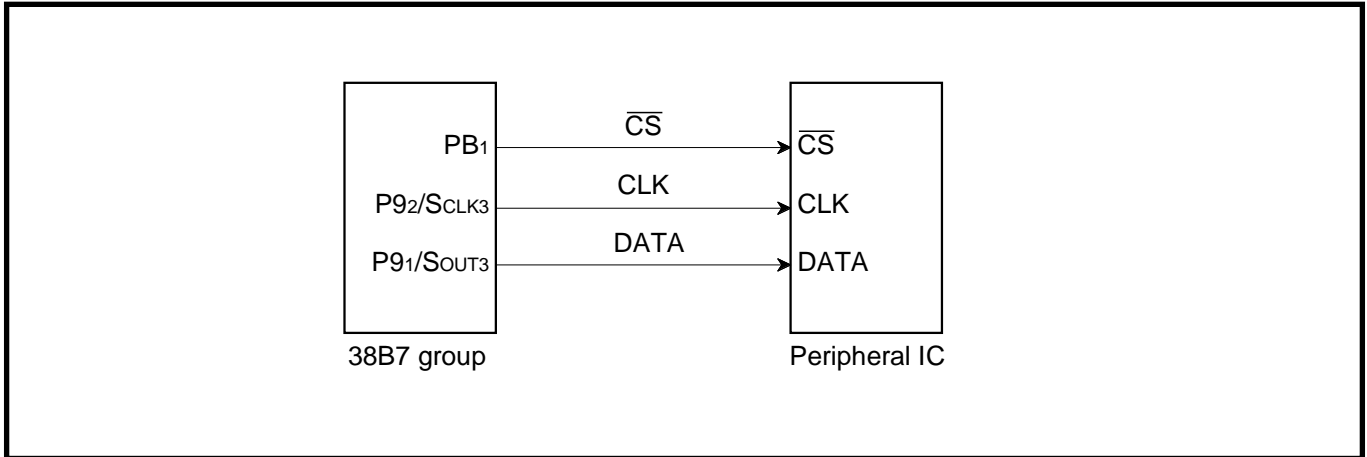 CS
PB1 CS
CLK
P92/SCLK3 CLK
DATA
P91/SOUT3 DATA
38B7 group Peripheral IC